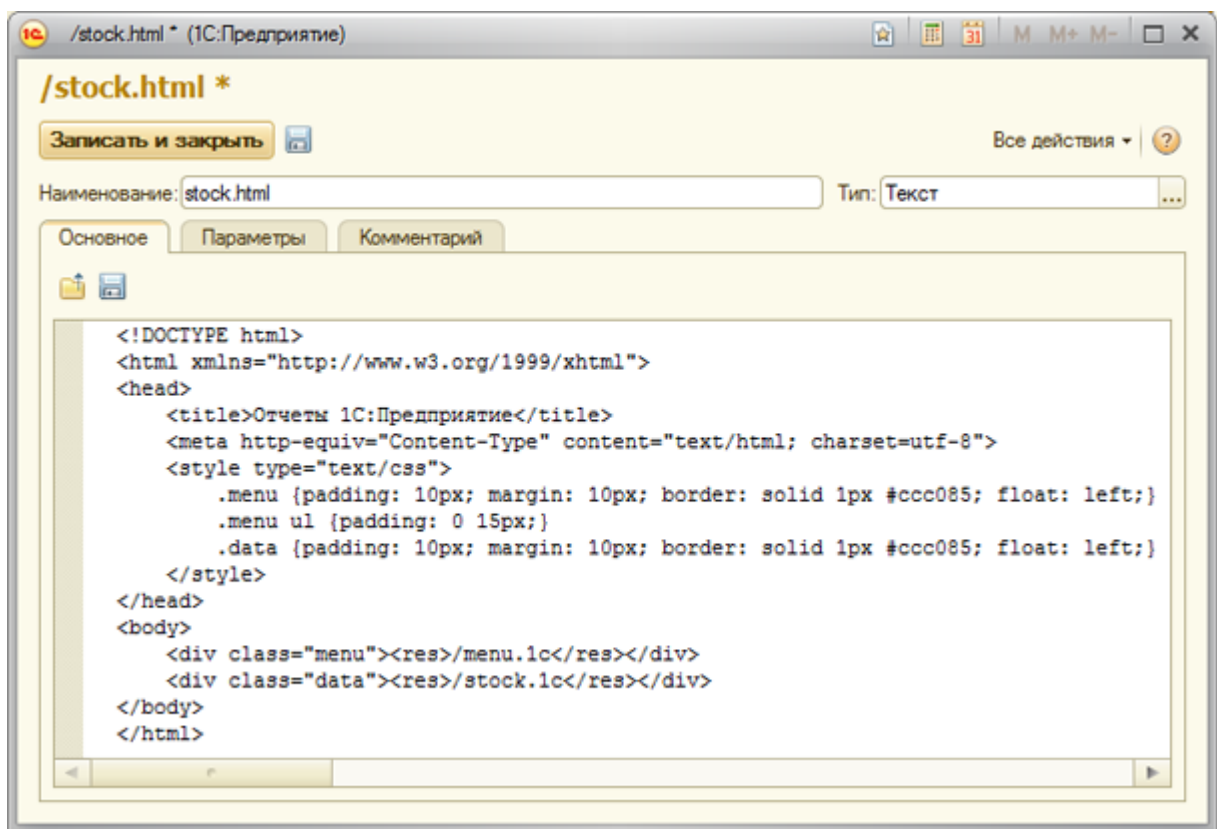 1С /stock.html * (1С:Предприятие) 31 M M+ M-
/stock.html *
Записать и закрыть Все действия ?
Наименование: stock.html Тип: Текст ...
Основное Параметры Комментарий
<!DOCTYPE html>
<html xmlns="http://www.w3.org/1999/xhtml">
<head>
<title>Отчеты 1С:Предприятие</title>
<meta http-equiv="Content-Type" content="text/html; charset=utf-8">
<style type="text/css">
.menu {padding: 10px; margin: 10px; border: solid 1px #ccc085; float: left;}
.menu ul {padding: 0 15px;}
.data {padding: 10px; margin: 10px; border: solid 1px #ccc085; float: left;}
</style>
</head>
<body>
<div class="menu"><res>/menu.1c</res></div>
<div class="data"><res>/stock.1c</res></div>
</body>
</html>